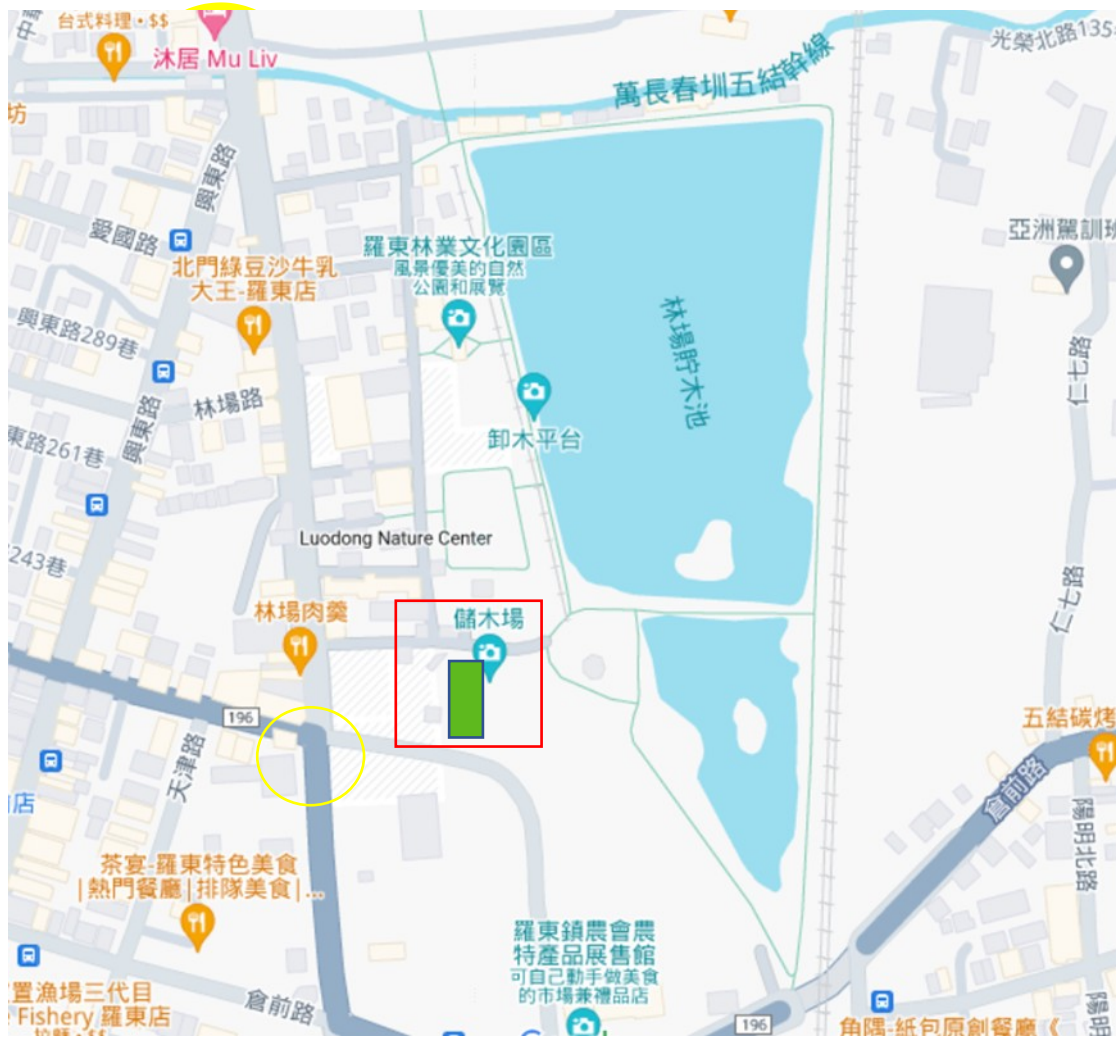 台式料理・$$
沐居 Mu Liv
光榮北路135
萬長春圳五結幹線
坊
興東路
愛國路
羅東林業文化園區
風景優美的自然
公園和展覽
亞洲駕訓班
北門綠豆沙牛乳
大王-羅東店
林場貯木池
興東路289巷
仁七路
林場路
卸木平台
東路261巷
興東路
Luodong Nature Center
243巷
仁七路
林場肉羹
儲木場
196
五結碳烤
天津路
倉前路
店
陽明北路
茶宴-羅東特色美食
|熱門餐廳|排隊美食|...
羅東鎮農會農
特產品展售館
可自己動手做美食
的市場兼禮品店
置漁場三代目
Fishery 羅東店
倉前路
196
角隅-紙包原創餐廳《
陽明